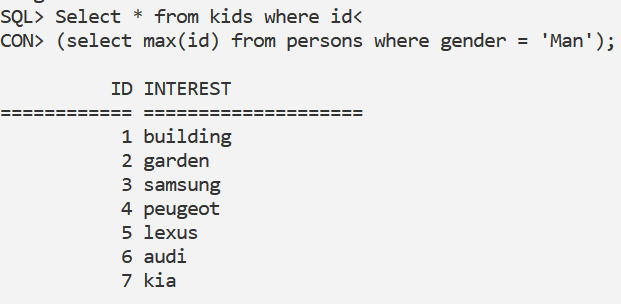 SQL> Select * from kids where id<
CON> (select max(id) from persons where gender = 'Man');
ID INTEREST
============ ====================
1 building
2 garden
3 samsung
4 peugeot
5 lexus
6 audi
7 kia